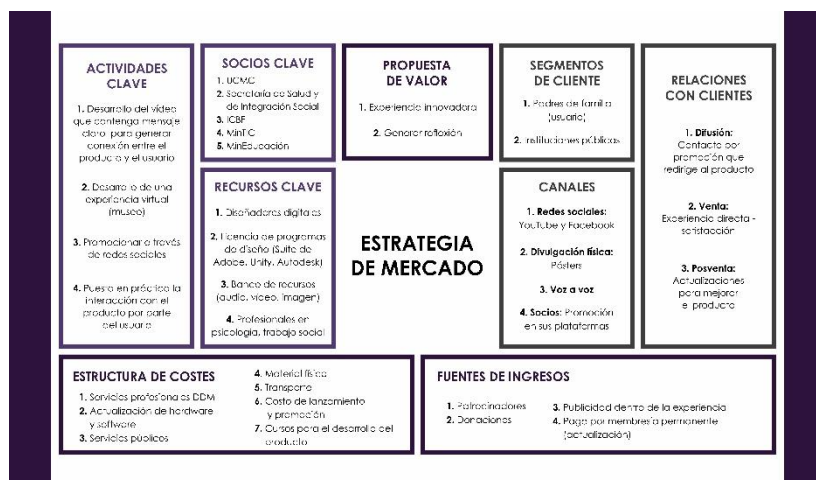 ACTIVIDADES
CLAVE
1. Desarrollo del video
que contenga mensaje
claro para generar
conexión entre el
producto y el usuario
2. Desarrollo de una
experiencia virtual
(museo)
3. Promocionar a través
de redes sociales
4. Puesta en práctica la
interacción con el
producto por parte
del usuario
SOCIOS CLAVE
1. UCMC
2. Secretaría de Salud y
de Integración Social
3. ICBF
4. MinTIC
5. MinEducación
RECURSOS CLAVE
1. Diseñadores digitales
2. Licencia de programas
de diseño (Suite de
Adobe, Unity, Autodesk)
3. Banco de recursos
(audio, video, imagen)
4. Profesionales en
psicología, trabajo social
PROPUESTA
DE VALOR
1. Experiencia innovadora
2. Generar reflexión
ESTRATEGIA
DE MERCADO
SEGMENTOS
DE CLIENTE
1. Padres de familia
(usuario)
2. Instituciones públicas
CANALES
1. Redes sociales:
YouTube y Facebook
2. Divulgación física:
Pósters
3. Voz a voz
4. Socios: Promoción
en sus plataformas
RELACIONES
CON CLIENTES
1. Difusión:
Contacto por
promoción que
redirige al producto
2. Venta:
Experiencia directa -
satisfacción
3. Posventa:
Actualizaciones
para mejorar
el producto
ESTRUCTURA DE COSTES
1. Servicios profesionales DDM
2. Actualización de hardware
y software
3. Servicios públicos
4. Material físico
5. Transporte
6. Costo de lanzamiento
y promoción
7. Cursos para el desarrollo del
producto
FUENTES DE INGRESOS
1. Patrocinadores
2. Donaciones
3. Publicidad dentro de la experiencia
4. Pago por membresía permanente
(actualización)